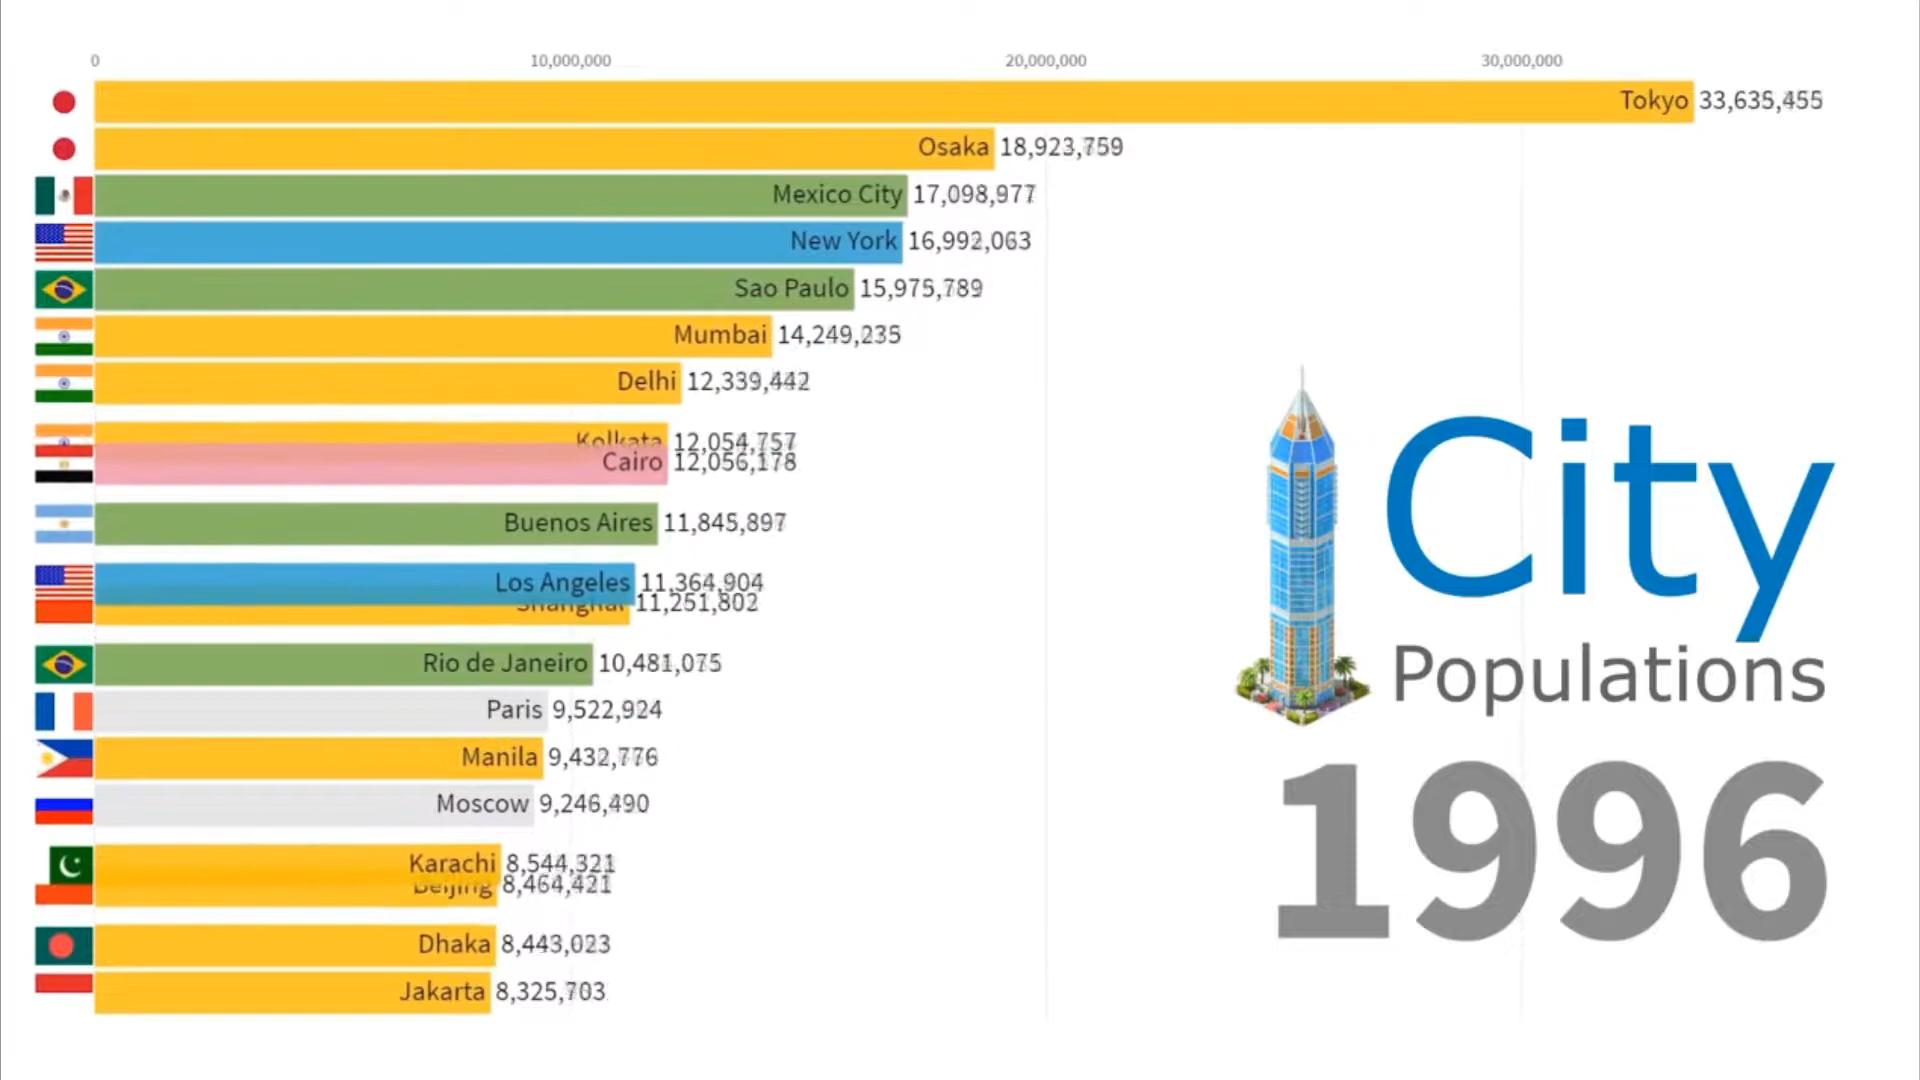 0 10,000,000 20,000,000 30,000,000
Tokyo 33,635,455
Osaka 18,923,759
Mexico City 17,098,977
New York 16,992,063
Sao Paulo 15,975,789
Mumbai 14,249,235
Delhi 12,339,442
Kolkata 12,054,757
Cairo 12,056,178
Buenos Aires 11,845,897
Los Angeles 11,364,904
Shanghai 11,251,802
Rio de Janeiro 10,481,075
Paris 9,522,924
Manila 9,432,776
Moscow 9,246,490
Karachi 8,544,321
Beijing 8,464,421
Dhaka 8,443,023
Jakarta 8,325,703
City
Populations
1996